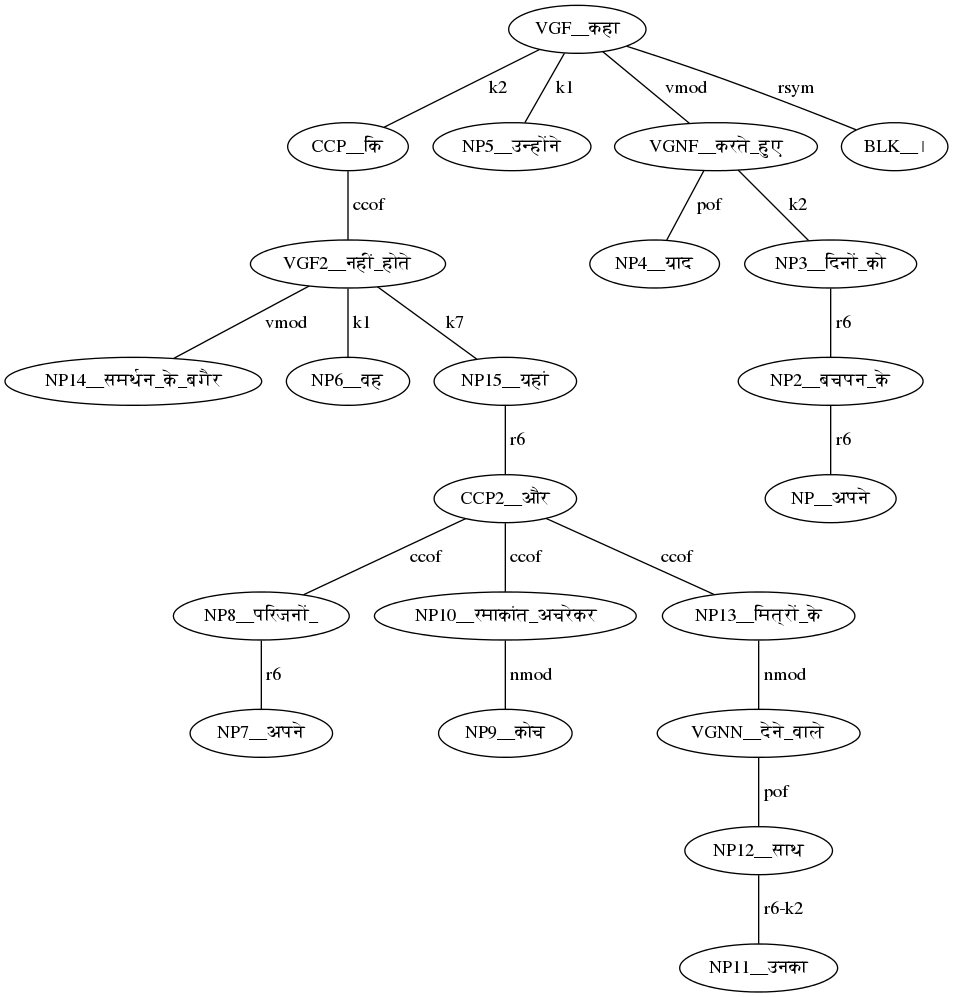 VGF__कहा
k2 k1 vmod rsym
CCP__कि NP5__उन्होंने VGNF__करते_हुए BLK__।
ccof pof k2
VGF2__नहीं_होते NP4__याद NP3__दिनों_को
vmod k1 k7 r6
NP14__समर्थन_के_बगैर NP6__वह NP15__यहां NP2__बचपन_के
r6 r6
CCP2__और NP__अपने
ccof ccof ccof
NP8__परिजनों_ NP10__रमाकांत_अचरेकर NP13__मित्रों_के
r6 nmod nmod
NP7__अपने NP9__कोच VGNN__देने_वाले
pof
NP12__साथ
r6-k2
NP11__उनका